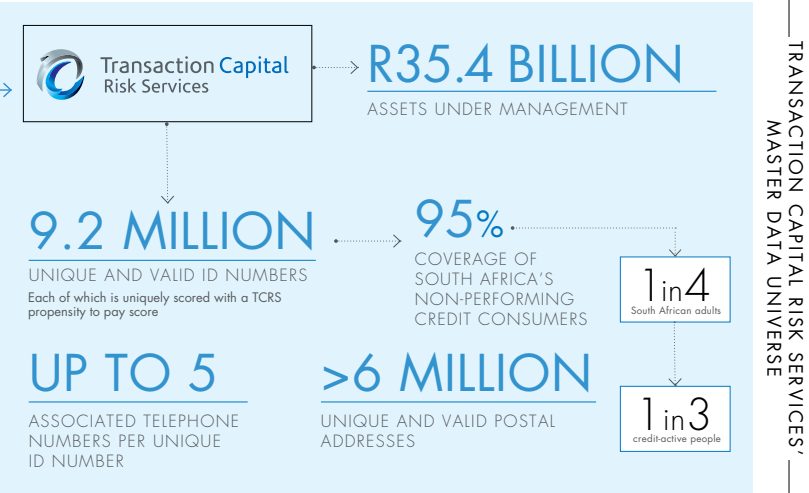 Transaction Capital
Risk Services
R35.4 BILLION
ASSETS UNDER MANAGEMENT
9.2 MILLION
UNIQUE AND VALID ID NUMBERS
Each of which is uniquely scored with a TCRS
propensity to pay score
95%
COVERAGE OF
SOUTH AFRICA'S
NON-PERFORMING
CREDIT CONSUMERS
1in4
South African adults
UP TO 5
ASSOCIATED TELEPHONE
NUMBERS PER UNIQUE
ID NUMBER
>6 MILLION
UNIQUE AND VALID POSTAL
ADDRESSES
1in3
credit-active people
TRANSACTION CAPITAL RISK SERVICES'
MASTER DATA UNIVERSE